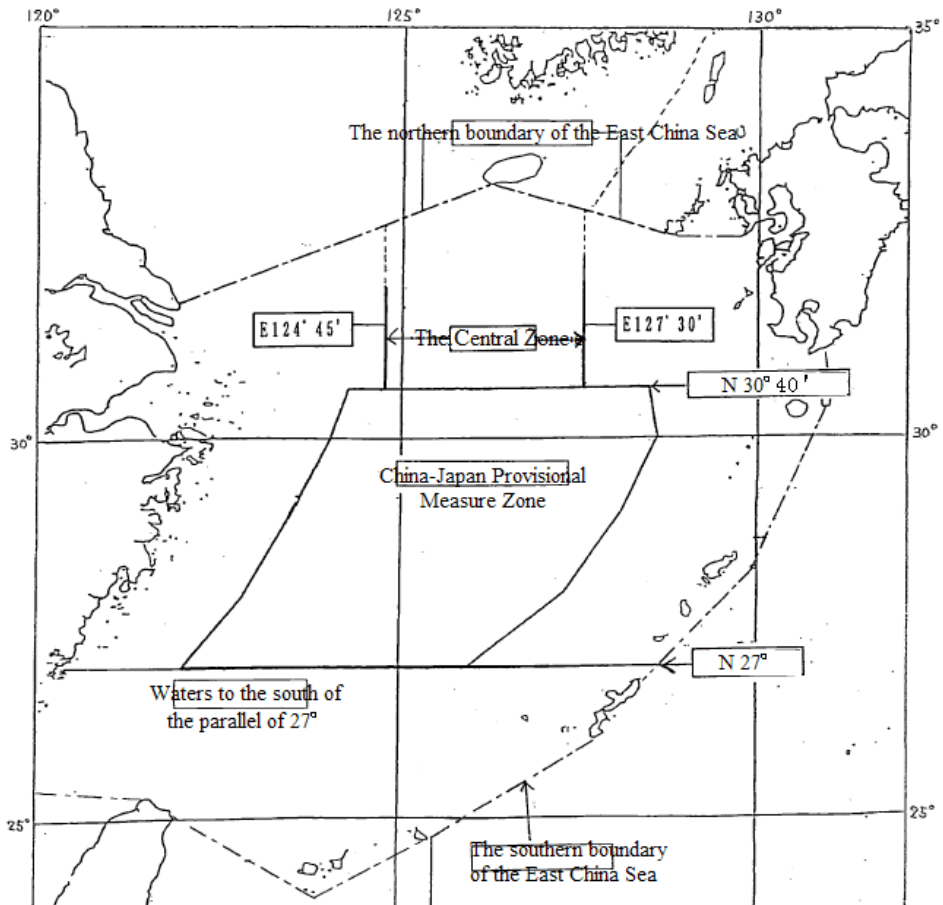 120°
125°
130°
35°
The northern boundary of the East China Sea
E124° 45'
The Central Zone
E127° 30'
N 30° 40'
30°
30°
China-Japan Provisional
Measure Zone
N 27°
Waters to the south of
the parallel of 27°
25°
25°
The southern boundary
of the East China Sea